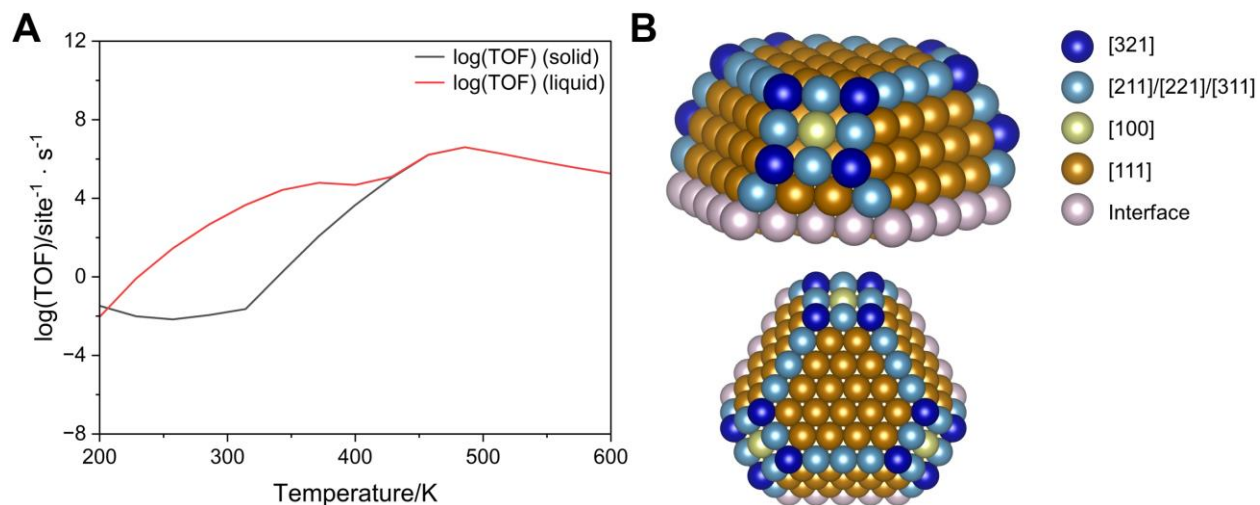 A
log(TOF)/site⁻¹ · s⁻¹
12
8
4
0
−4
−8
200
300
400
500
600
Temperature/K
log(TOF) (solid)
log(TOF) (liquid)
B
[321]
[211]/[221]/[311]
[100]
[111]
Interface